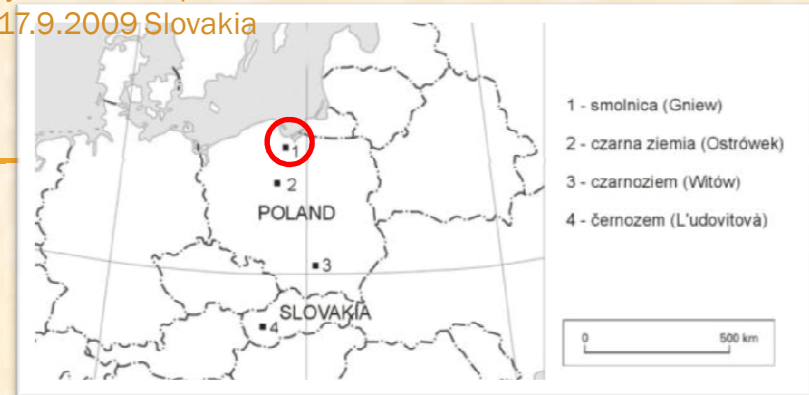 17.9.2009 Slovakia
1
2
POLAND
3
SLOVAKIA
4
1 - smolnica (Gniew)
2 - czarna ziemia (Ostrówek)
3 - czarnoziem (Witów)
4 - černozem (L'udovítová)
0 500 km